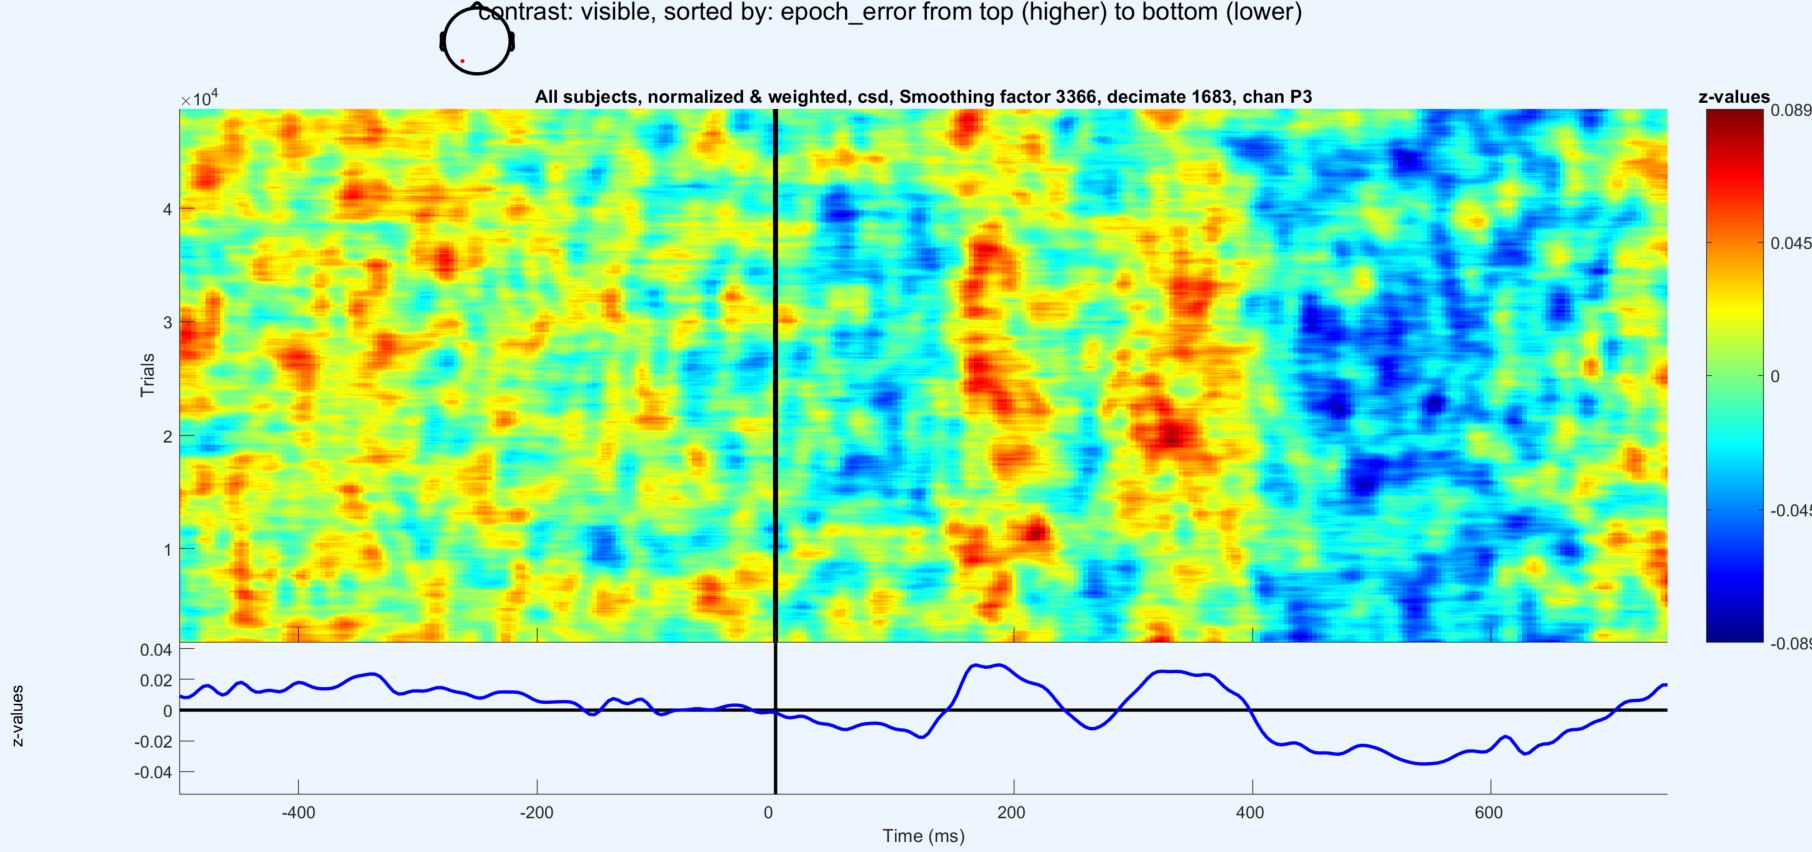 contrast: visible, sorted by: epoch_error from top (higher) to bottom (lower)
All subjects, normalized & weighted, csd, Smoothing factor 3366, decimate 1683, chan P3
z-values
×10⁴
0.089
0.045
0
-0.045
-0.089
4
3
2
1
Trials
0.04
0.02
0
-0.02
-0.04
z-values
-400 -200 0 200 400 600
Time (ms)